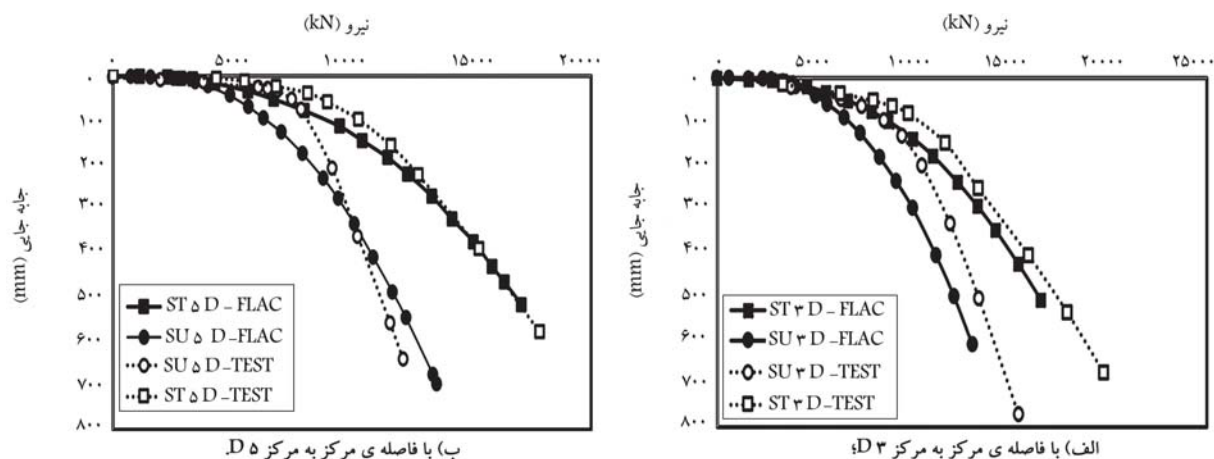 نیرو (kN)
۰ ۵۰۰۰ ۱۰۰۰۰ ۱۵۰۰۰ ۲۰۰۰۰ ۲۵۰۰۰
۰
۱۰۰
۲۰۰
۳۰۰
۴۰۰
۵۰۰
۶۰۰
۷۰۰
۸۰۰
جابه جایی (mm)
ST ۳ D – FLAC
SU ۳ D–FLAC
SU ۳ D–TEST
ST ۳ D–TEST
الف) با فاصله ی مرکز به مرکز ۳ D؛
نیرو (kN)
۰ ۵۰۰۰ ۱۰۰۰۰ ۱۵۰۰۰ ۲۰۰۰۰
۰
۱۰۰
۲۰۰
۳۰۰
۴۰۰
۵۰۰
۶۰۰
۷۰۰
۸۰۰
جابه جایی (mm)
ST ۵ D – FLAC
SU ۵ D–FLAC
SU ۵ D–TEST
ST ۵ D–TEST
ب) با فاصله ی مرکز به مرکز ۵ D.